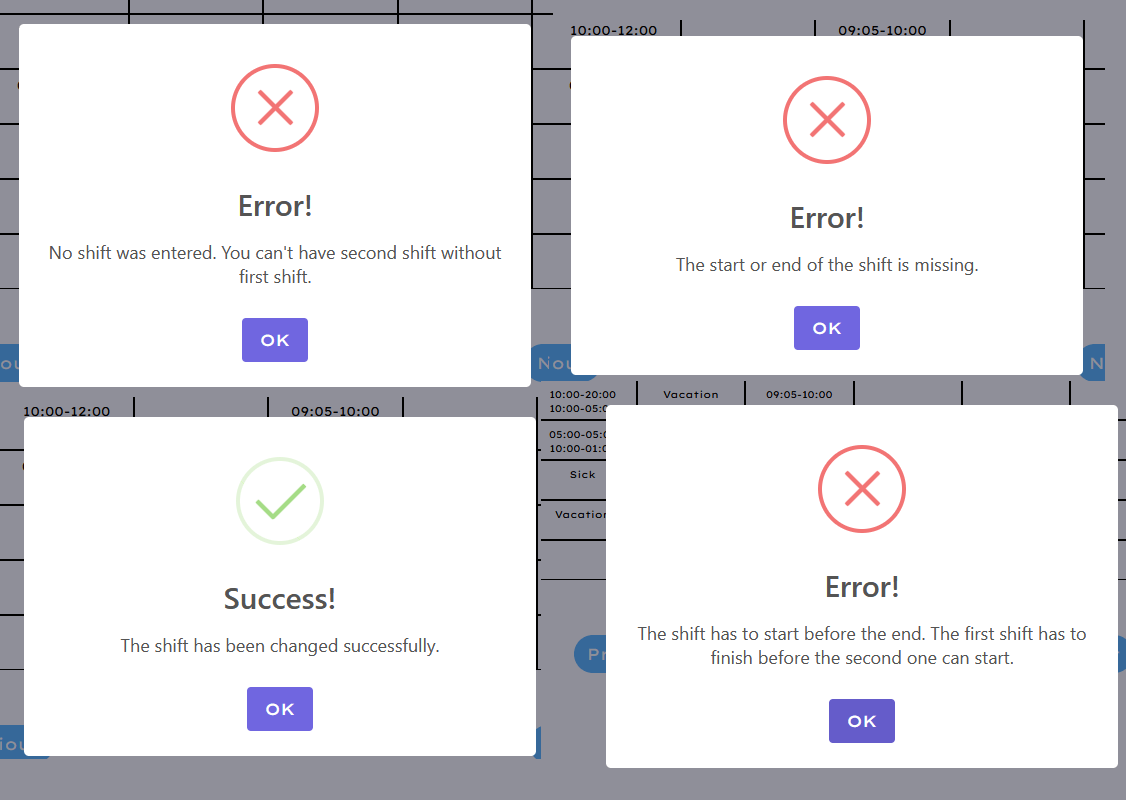 Error!
No shift was entered. You can't have second shift without
first shift.
OK
10:00-12:00
09:05-10:00
Error!
The start or end of the shift is missing.
OK
10:00-12:00
09:05-10:00
Success!
The shift has been changed successfully.
OK
10:00-20:00
Vacation
09:05-10:00
10:00-05:0
05:00-05:0
10:00-01:0
Sick
Vacation
Error!
The shift has to start before the end. The first shift has to
finish before the second one can start.
OK